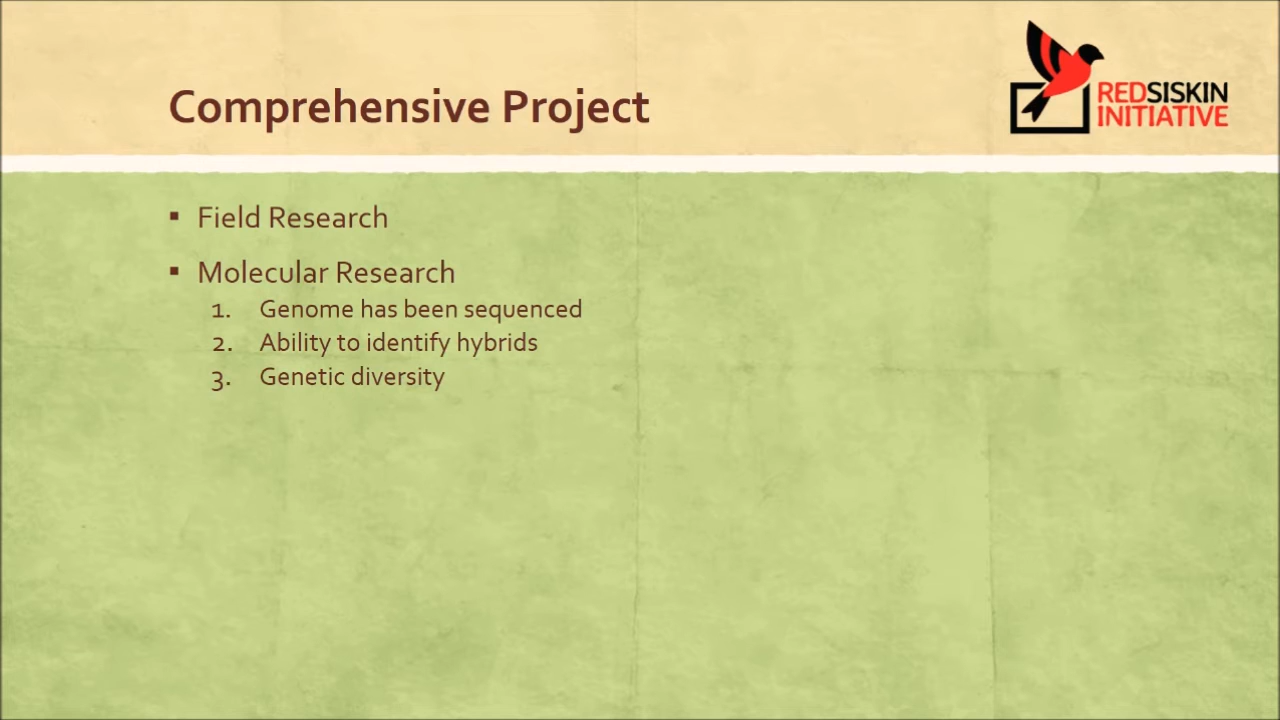 Comprehensive Project
REDSISKIN
INITIATIVE
▪ Field Research
▪ Molecular Research
1. Genome has been sequenced
2. Ability to identify hybrids
3. Genetic diversity